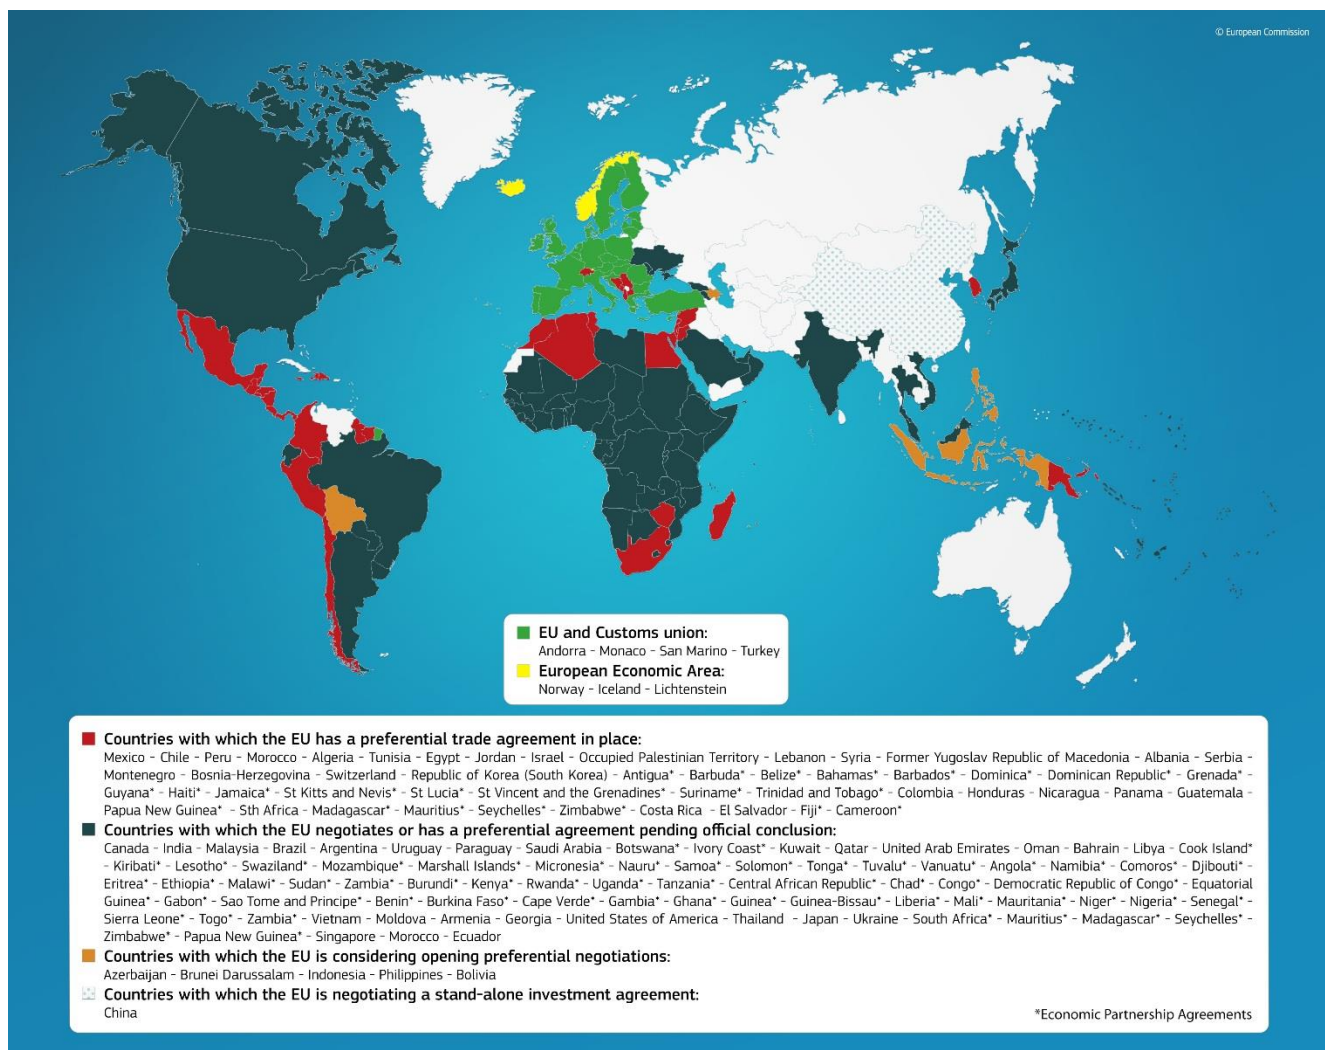 © European Commission
EU and Customs union:
Andorra - Monaco - San Marino - Turkey
European Economic Area:
Norway - Iceland - Lichtenstein
Countries with which the EU has a preferential trade agreement in place:
Mexico - Chile - Peru - Morocco - Algeria - Tunisia - Egypt - Jordan - Israel - Occupied Palestinian Territory - Lebanon - Syria - Former Yugoslav Republic of Macedonia - Albania - Serbia -
Montenegro - Bosnia-Herzegovina - Switzerland - Republic of Korea (South Korea) - Antigua* - Barbuda* - Belize* - Bahamas* - Barbados* - Dominica* - Dominican Republic* - Grenada* -
Guyana* - Haiti* - Jamaica* - St Kitts and Nevis* - St Lucia* - St Vincent and the Grenadines* - Suriname* - Trinidad and Tobago* - Colombia - Honduras - Nicaragua - Panama - Guatemala -
Papua New Guinea* - Sth Africa - Madagascar* - Mauritius* - Seychelles* - Zimbabwe* - Costa Rica - El Salvador - Fiji* - Cameroon*
Countries with which the EU negotiates or has a preferential agreement pending official conclusion:
Canada - India - Malaysia - Brazil - Argentina - Uruguay - Paraguay - Saudi Arabia - Botswana* - Ivory Coast* - Kuwait - Qatar - United Arab Emirates - Oman - Bahrain - Libya - Cook Island*
- Kiribati* - Lesotho* - Swaziland* - Mozambique* - Marshall Islands* - Micronesia* - Nauru* - Samoa* - Solomon* - Tonga* - Tuvalu* - Vanuatu* - Angola* - Namibia* - Comoros* - Djibouti* -
Eritrea* - Ethiopia* - Malawi* - Sudan* - Zambia* - Burundi* - Kenya* - Rwanda* - Uganda* - Tanzania* - Central African Republic* - Chad* - Congo* - Democratic Republic of Congo* - Equatorial
Guinea* - Gabon* - Sao Tome and Principe* - Benin* - Burkina Faso* - Cape Verde* - Gambia* - Ghana* - Guinea* - Guinea-Bissau* - Liberia* - Mali* - Mauritania* - Niger* - Nigeria* - Senegal* -
Sierra Leone* - Togo* - Zambia* - Vietnam - Moldova - Armenia - Georgia - United States of America - Thailand - Japan - Ukraine - South Africa* - Mauritius* - Madagascar* - Seychelles* -
Zimbabwe* - Papua New Guinea* - Singapore - Morocco - Ecuador
Countries with which the EU is considering opening preferential negotiations:
Azerbaijan - Brunei Darussalam - Indonesia - Philippines - Bolivia
Countries with which the EU is negotiating a stand-alone investment agreement:
China
*Economic Partnership Agreements